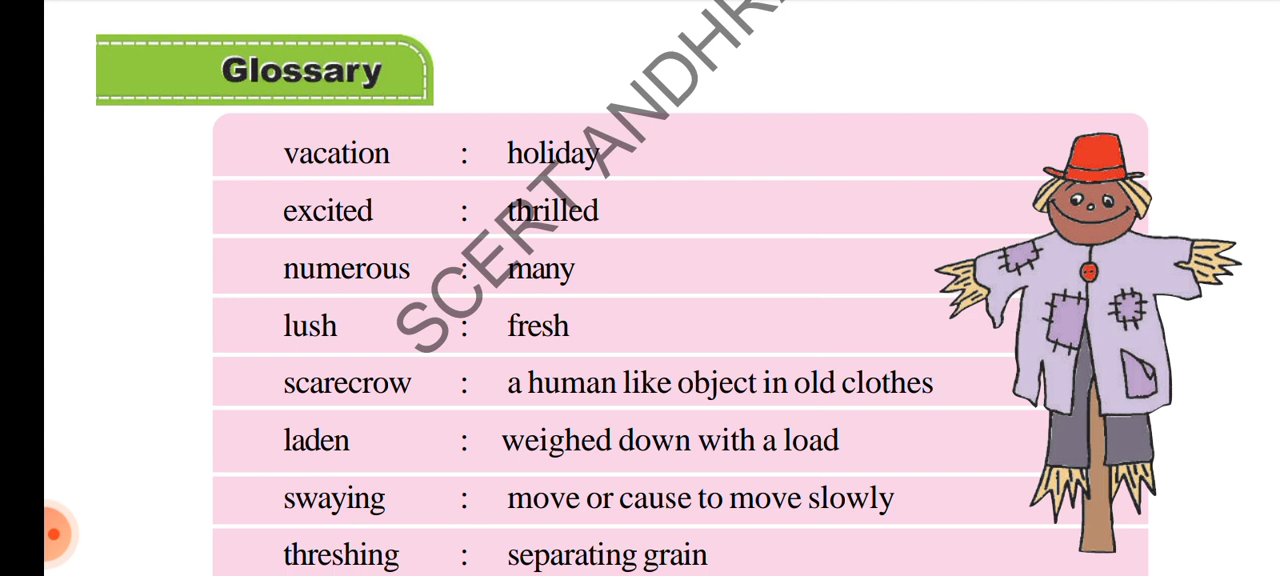 Glossary
vacation : holiday
excited : thrilled
numerous : many
lush : fresh
scarecrow : a human like object in old clothes
laden : weighed down with a load
swaying : move or cause to move slowly
threshing : separating grain
SCERT ANDHR